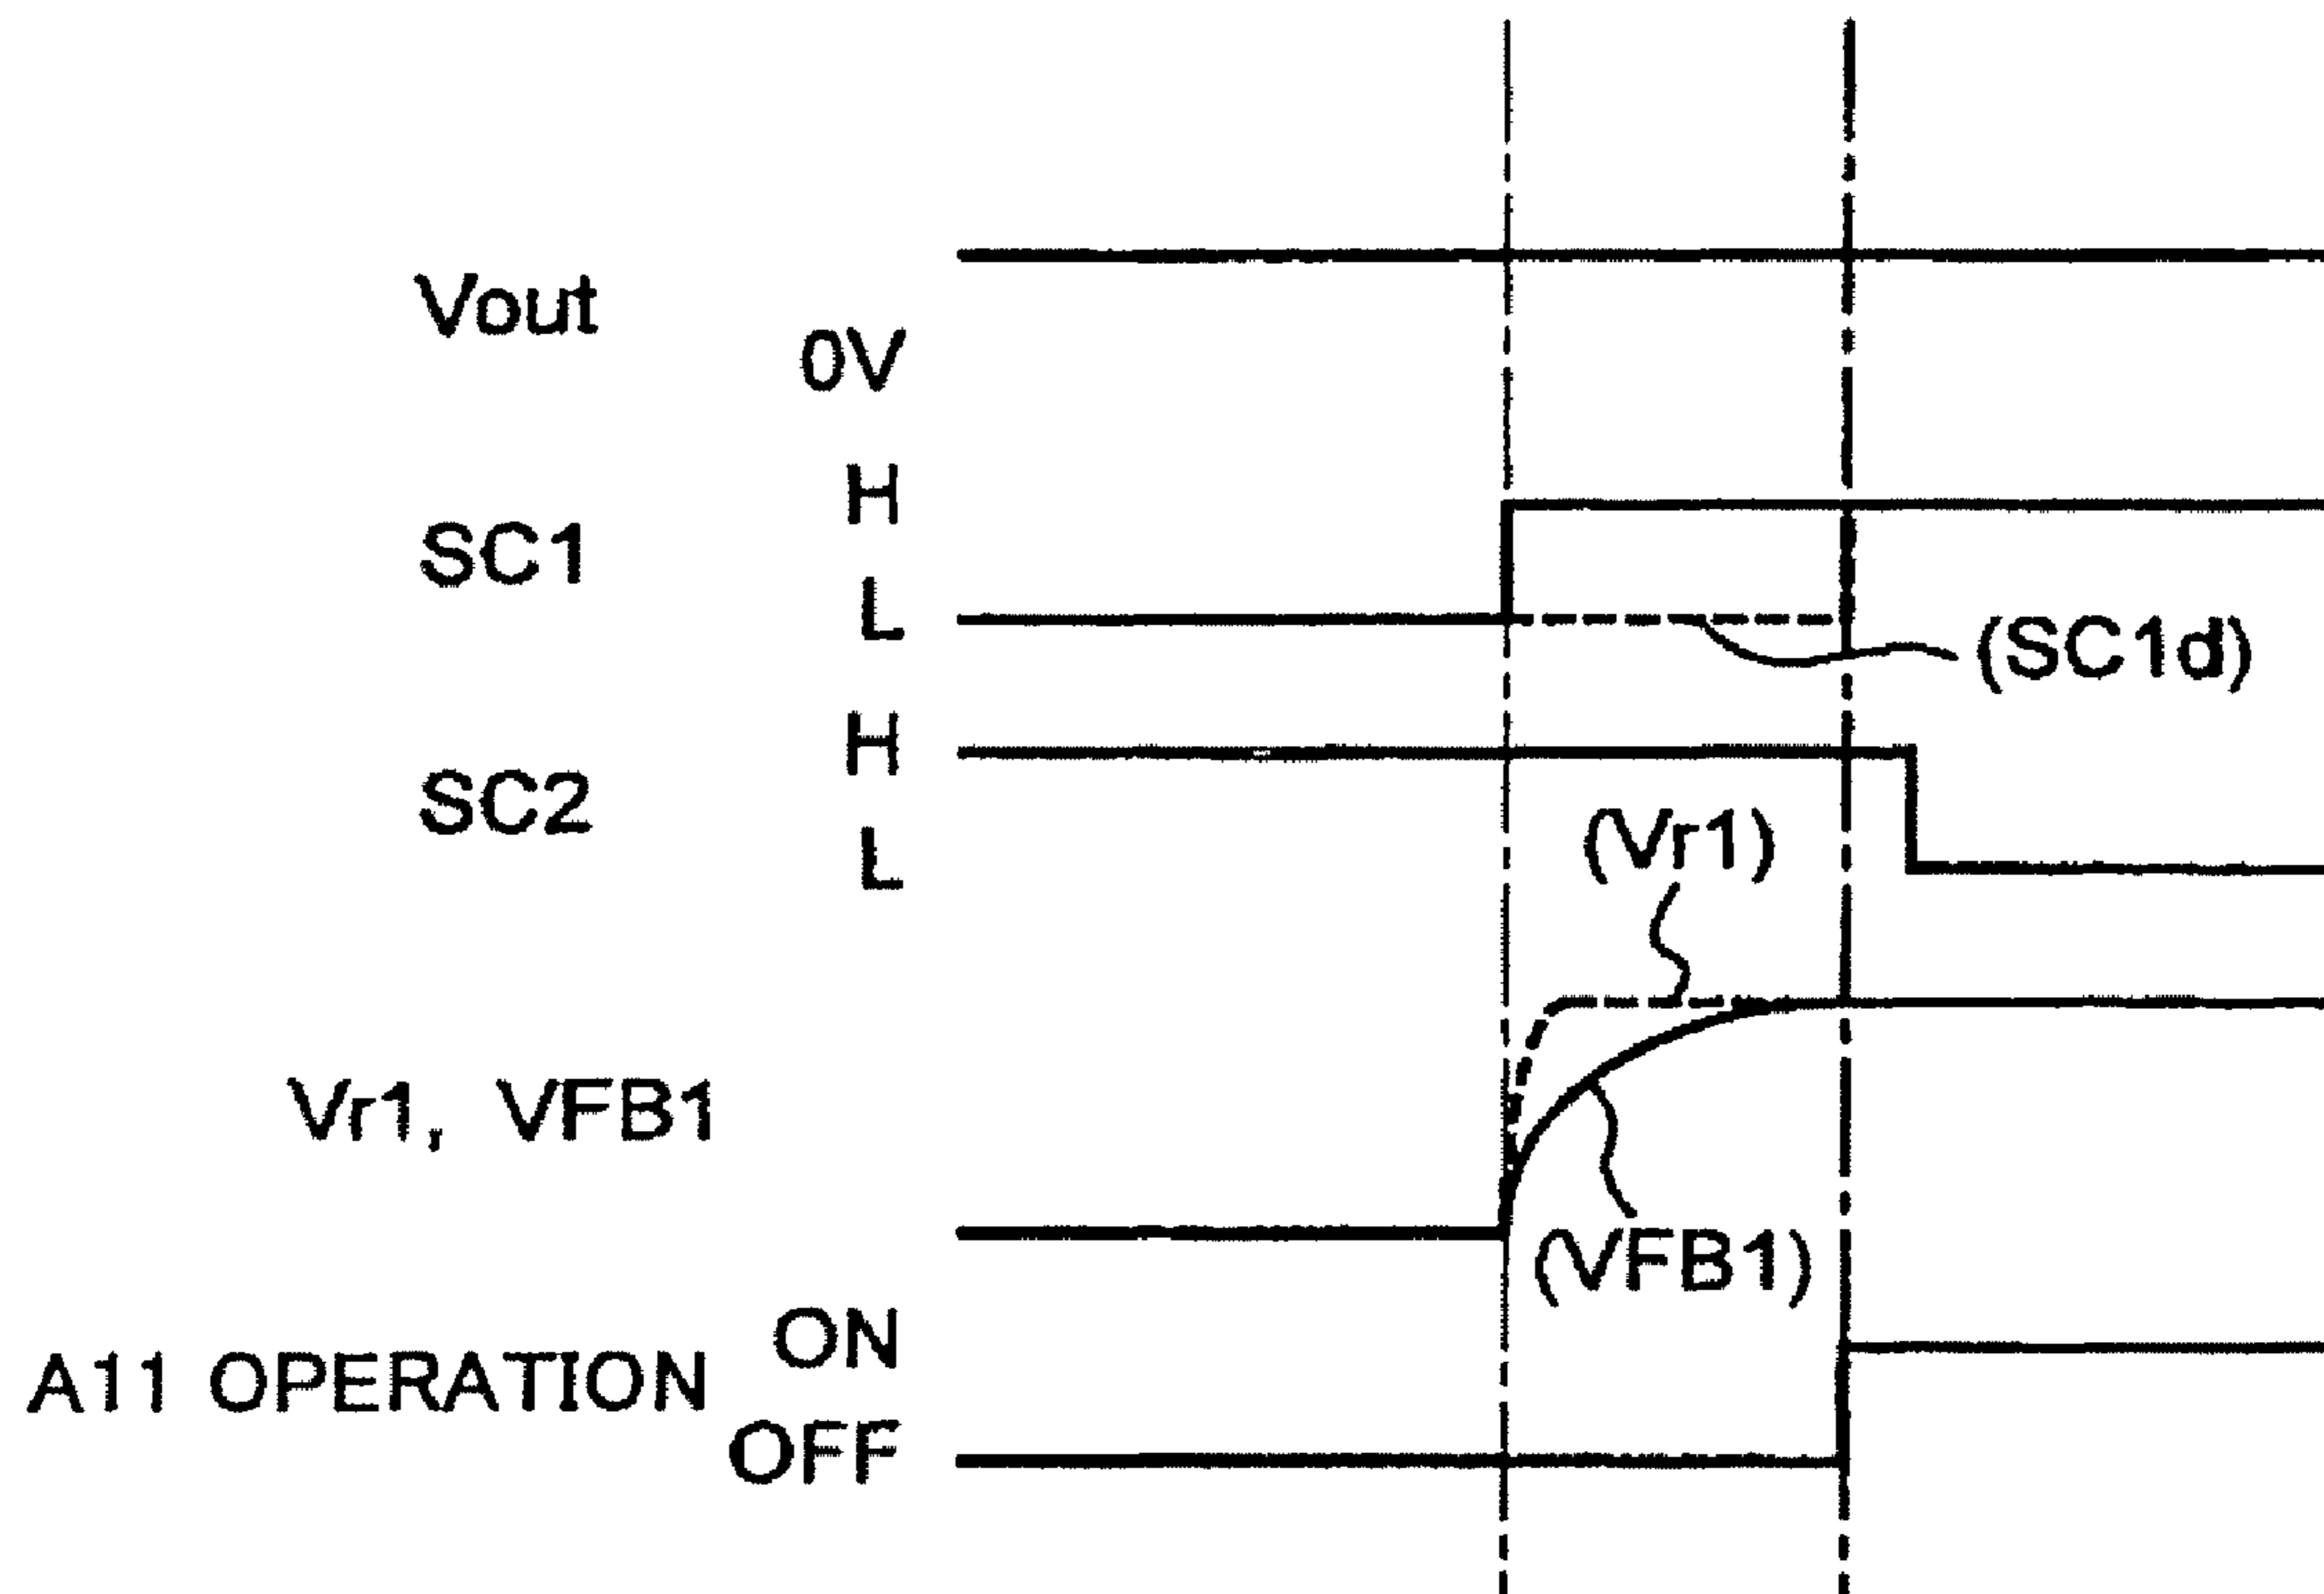 Vout
0V
H
SC1
L
(SC1d)
H
SC2
L
(Vr1)
Vr1, VFB1
(VFB1)
ON
A11 OPERATION
OFF